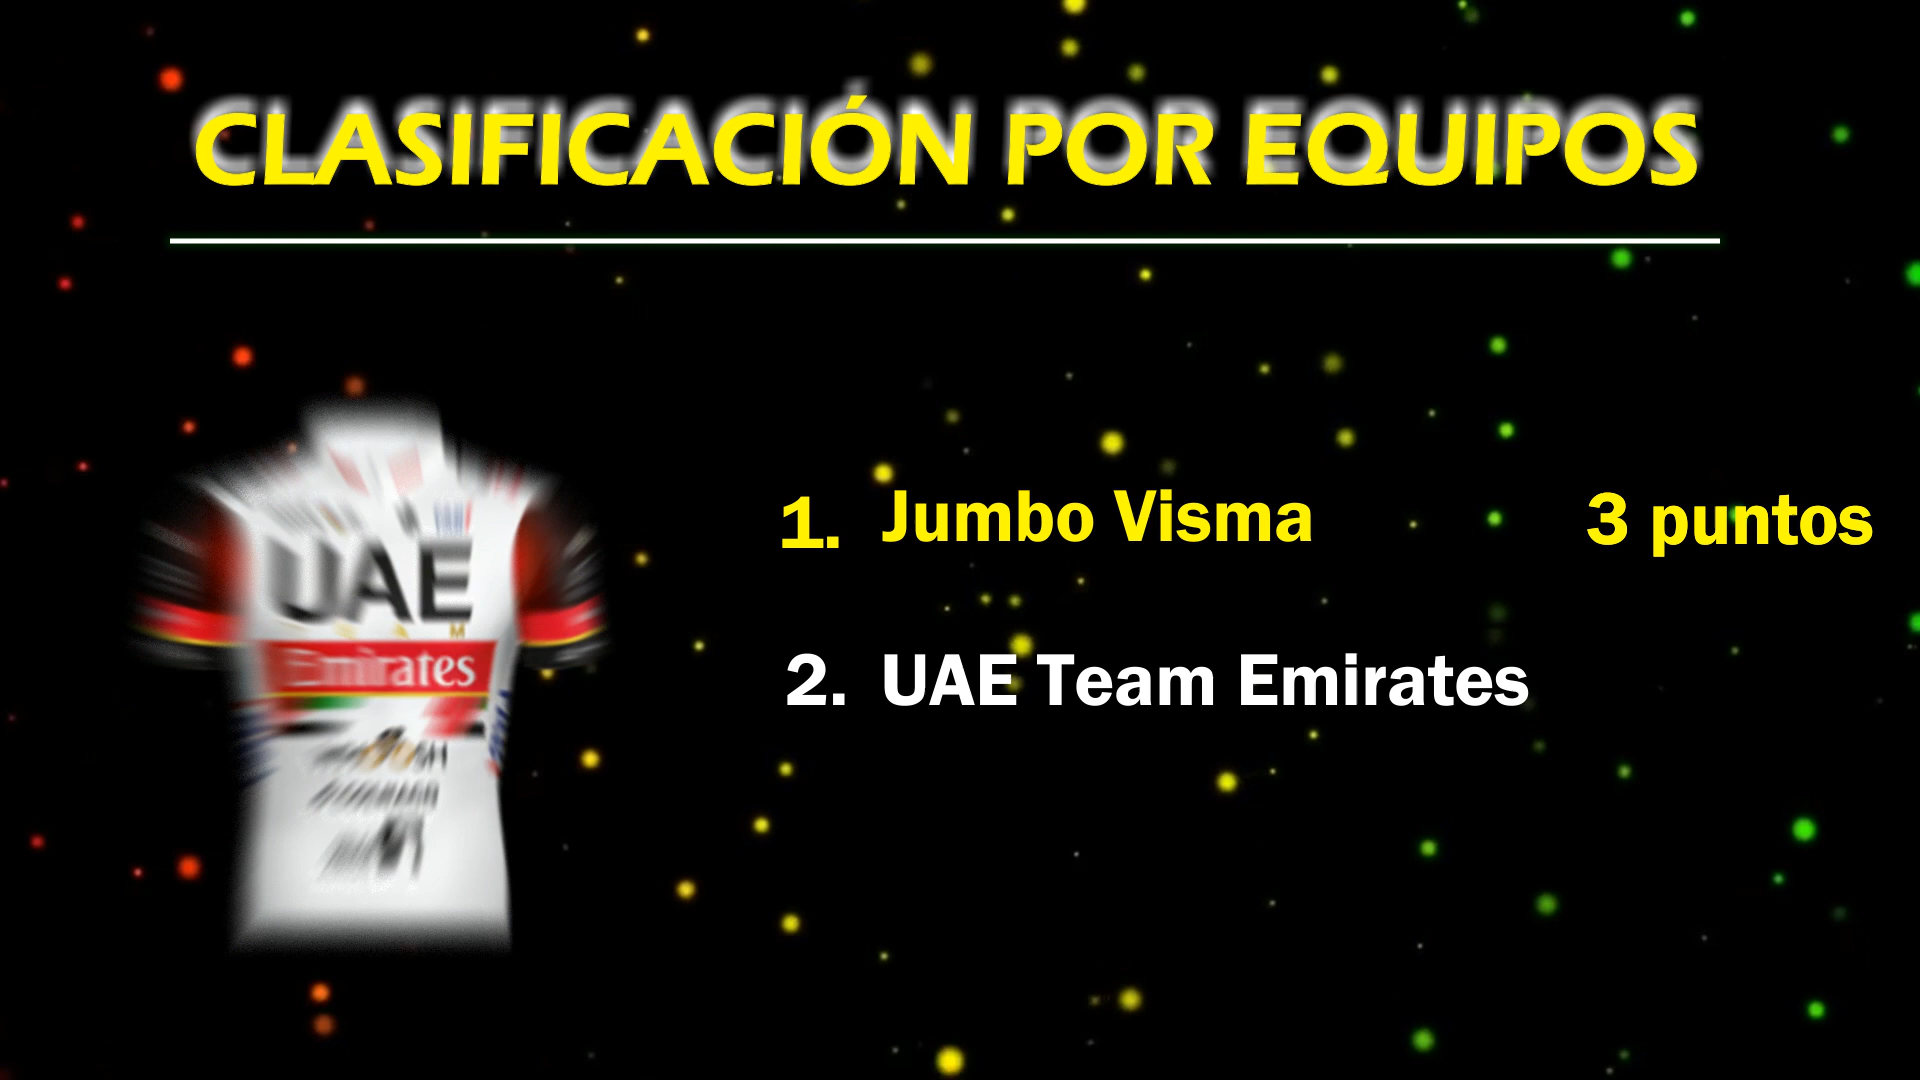 CLASIFICACIÓN POR EQUIPOS
1. Jumbo Visma 3 puntos
2. UAE Team Emirates
UAE
Emirates